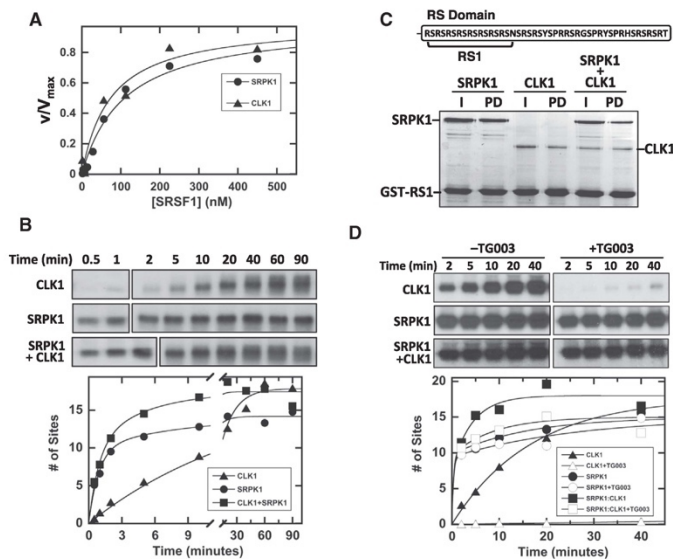 A
v/Vmax
0.8
0.6
0.4
0.2
0
SRPK1
CLK1
0 100 200 300 400 500
[SRSF1] (nM)
B
Time (min) 0.5 1 2 5 10 20 40 60 90
CLK1
SRPK1
SRPK1 + CLK1
# of Sites
15
10
5
0
CLK1
SRPK1
CLK1+SRPK1
0 3 6 9 30 60 90
Time (minutes)
C
RS Domain
RS1
SRPK1 CLK1 SRPK1 + CLK1
I PD I PD I PD
SRPK1
CLK1
GST-RS1
D
–TG003 +TG003
Time (min) 2 5 10 20 40 2 5 10 20 40
CLK1
SRPK1
SRPK1 +CLK1
# of Sites
20
15
10
5
0
CLK1
CLK1+TG003
SRPK1
SRPK1+TG003
SRPK1:CLK1
SRPK1:CLK1+TG003
0 10 20 30 40
Time (minutes)